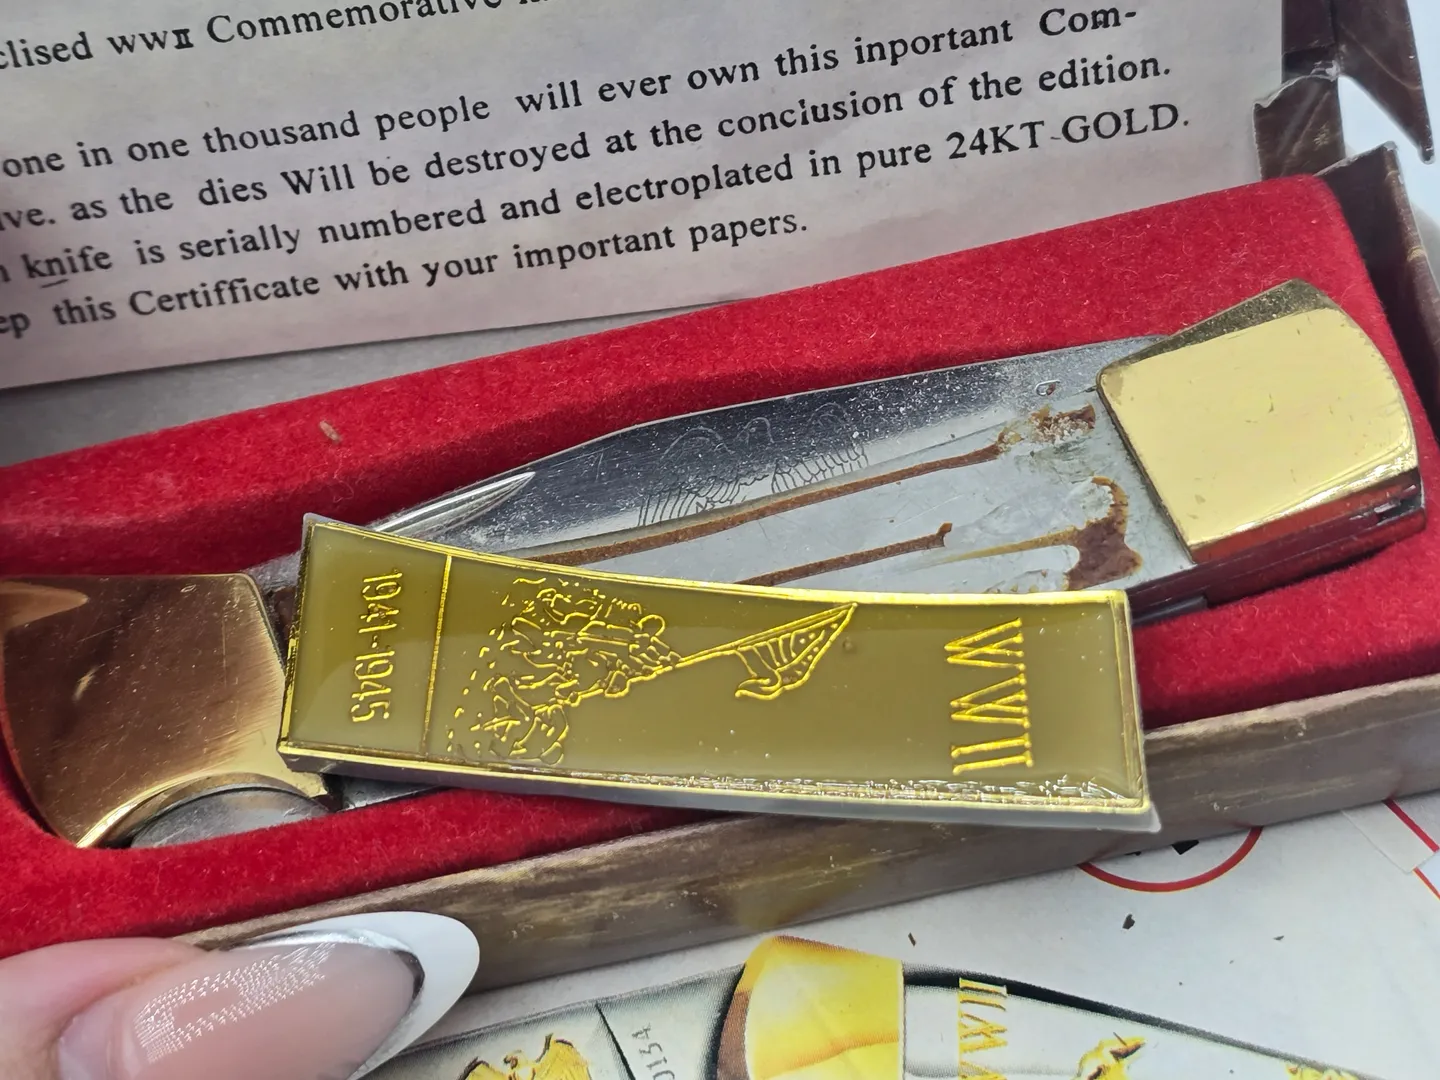 clised WWII Commemorative
one in one thousand people will ever own this inportant Com-
ive. as the dies Will be destroyed at the conclusion of the edition.
knife is serially numbered and electroplated in pure 24KT GOLD.
ep this Certifficate with your important papers.
1941-1945
WWII
0134
WWII